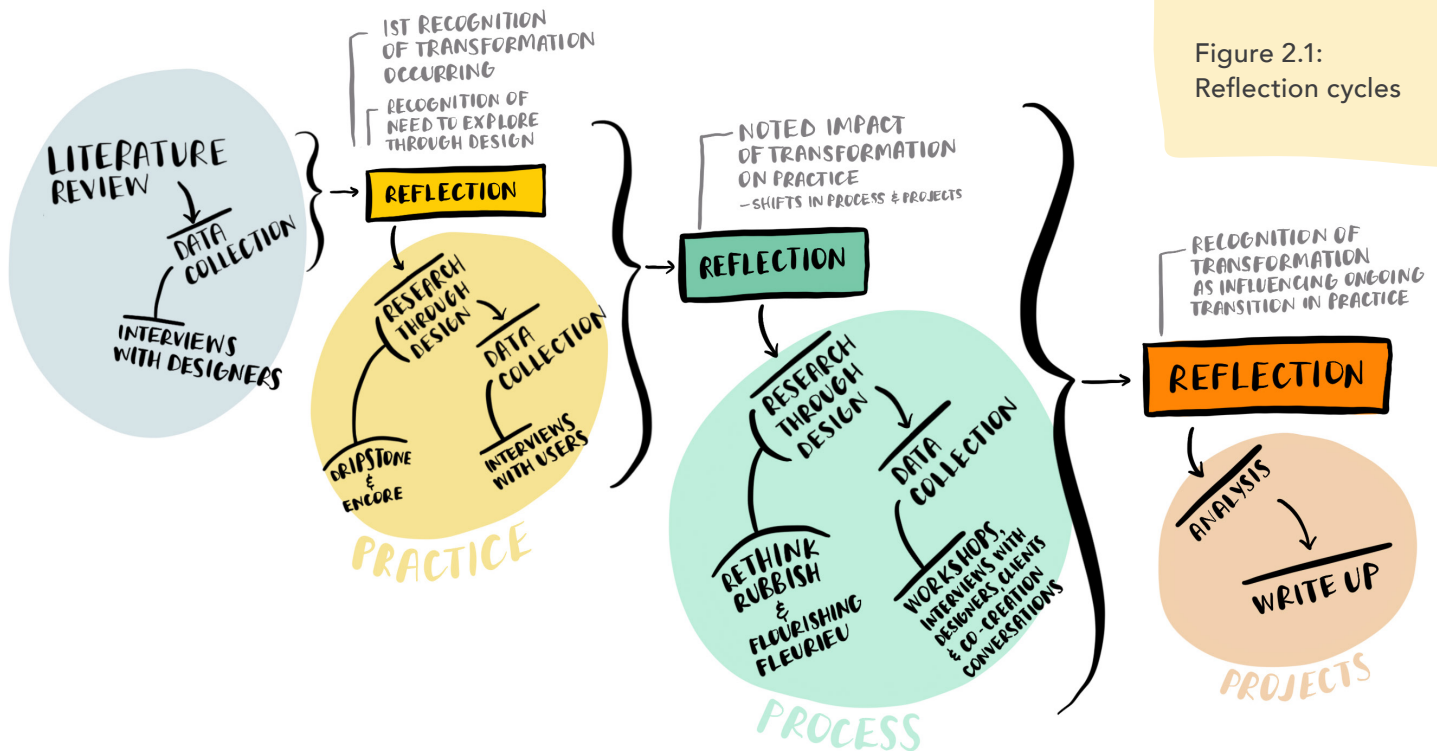 Figure 2.1:
Reflection cycles
LITERATURE
REVIEW
DATA
COLLECTION
INTERVIEWS
WITH DESIGNERS
1ST RECOGNITION
OF TRANSFORMATION
OCCURRING
RECOGNITION OF
NEED TO EXPLORE
THROUGH DESIGN
REFLECTION
RESEARCH
THROUGH
DESIGN
DATA
COLLECTION
DRIPSTONE
&
ENCORE
INTERVIEWS
WITH USERS
PRACTICE
NOTED IMPACT
OF TRANSFORMATION
ON PRACTICE
–SHIFTS IN PROCESS & PROJECTS
REFLECTION
RESEARCH
THROUGH
DESIGN
DATA
COLLECTION
RETHINK
RUBBISH
&
FLOURISHING
FLEURIEU
WORKSHOPS,
INTERVIEWS WITH
DESIGNERS, CLIENTS
& CO-CREATION
CONVERSATIONS
PROCESS
RECOGNITION OF
TRANSFORMATION
AS INFLUENCING ONGOING
TRANSITION IN PRACTICE
REFLECTION
ANALYSIS
WRITE UP
PROJECTS